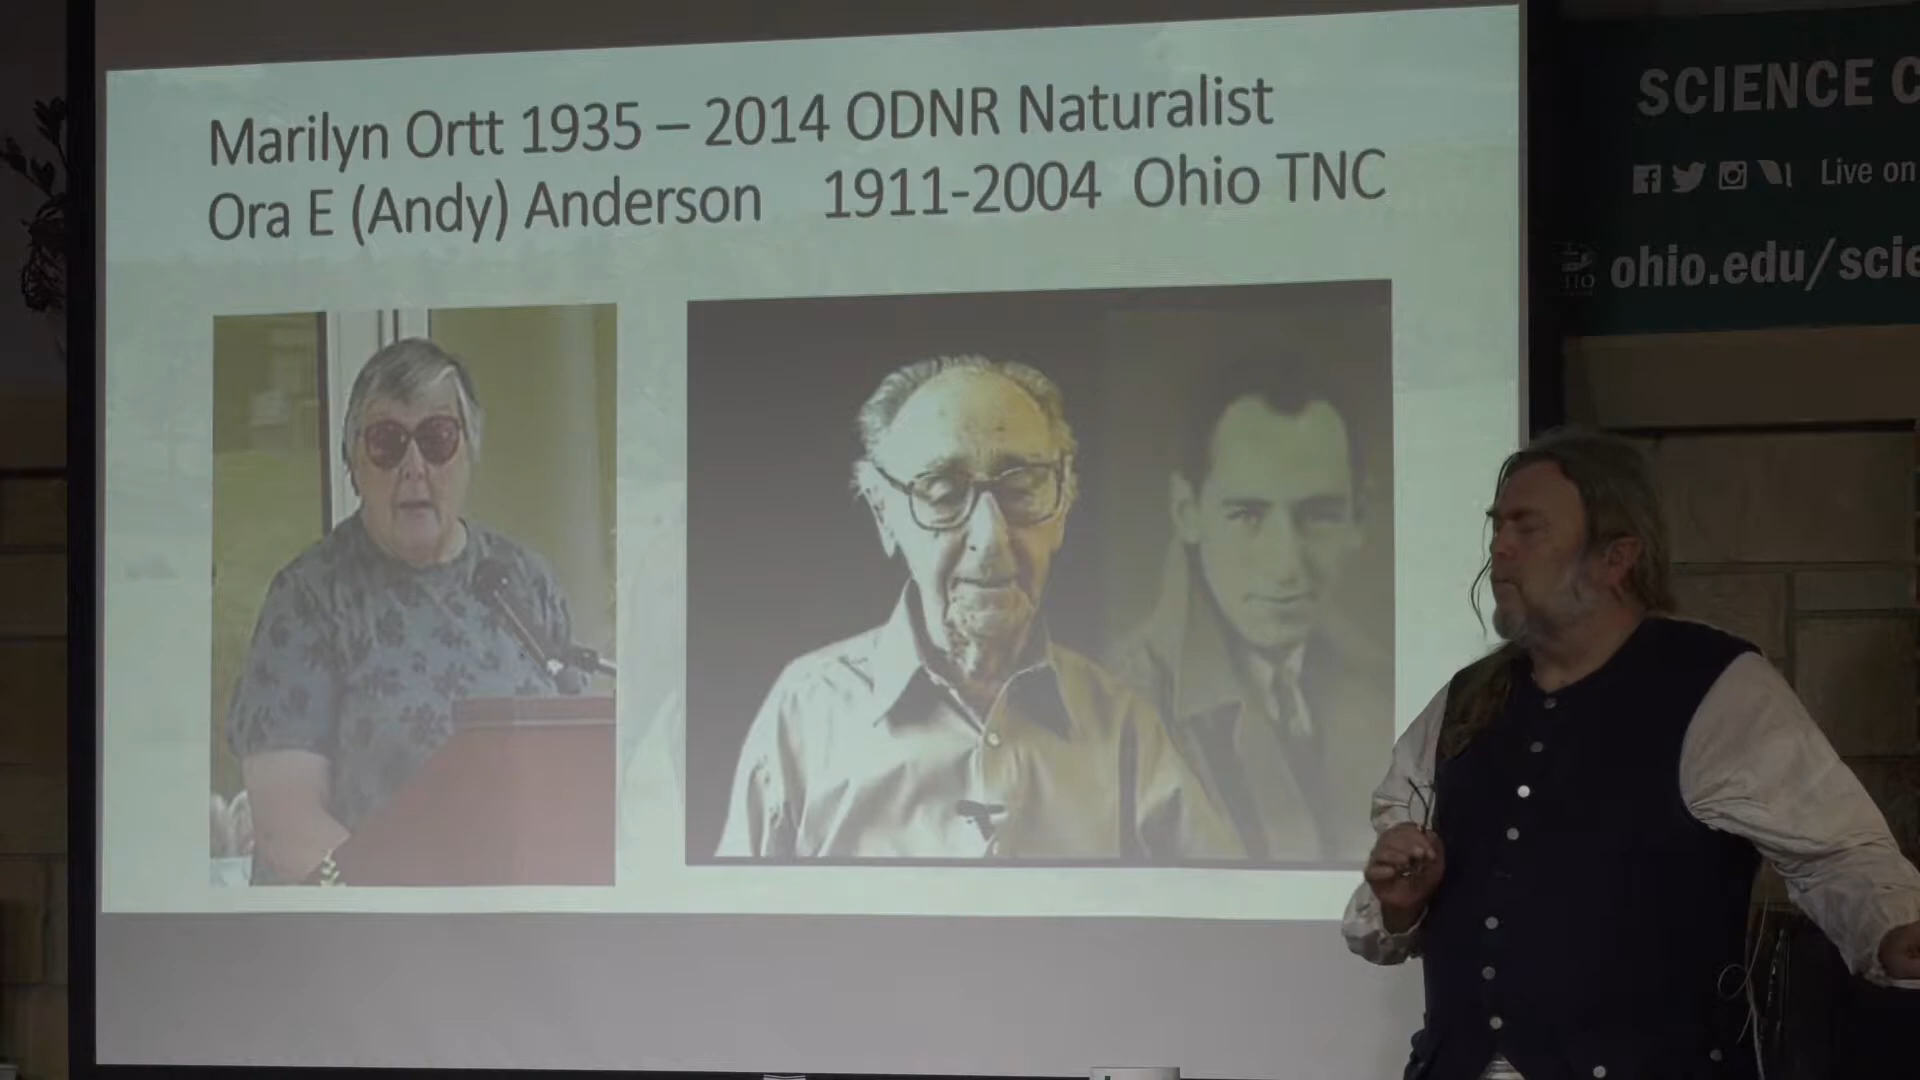 Marilyn Ortt 1935 – 2014 ODNR Naturalist
Ora E (Andy) Anderson 1911-2004 Ohio TNC
SCIENCE C
Live on
ohio.edu/scie